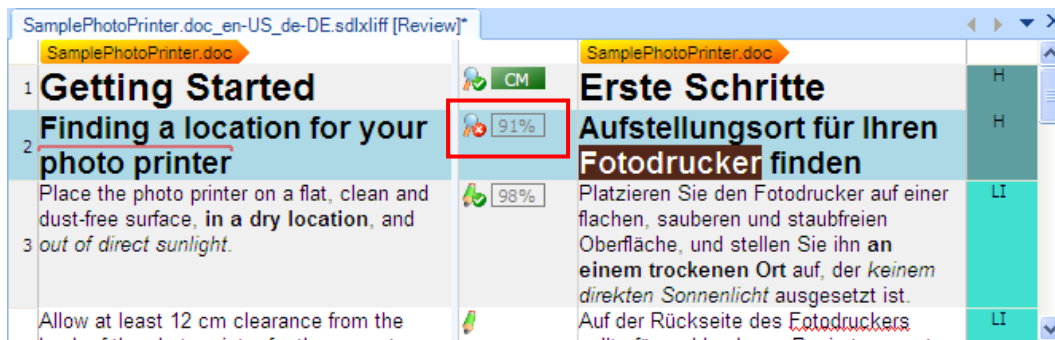 SamplePhotoPrinter.doc_en-US_de-DE.sdlxliff [Review]*
SamplePhotoPrinter.doc
SamplePhotoPrinter.doc
1 Getting Started
CM
Erste Schritte
H
2 Finding a location for your
photo printer
91%
Aufstellungsort für Ihren
Fotodrucker finden
H
3 Place the photo printer on a flat, clean and
dust-free surface, in a dry location, and
out of direct sunlight.
98%
Platzieren Sie den Fotodrucker auf einer
flachen, sauberen und staubfreien
Oberfläche, und stellen Sie ihn an
einem trockenen Ort auf, der keinem
direkten Sonnenlicht ausgesetzt ist.
LI
Allow at least 12 cm clearance from the
Auf der Rückseite des Fotodruckers
LI